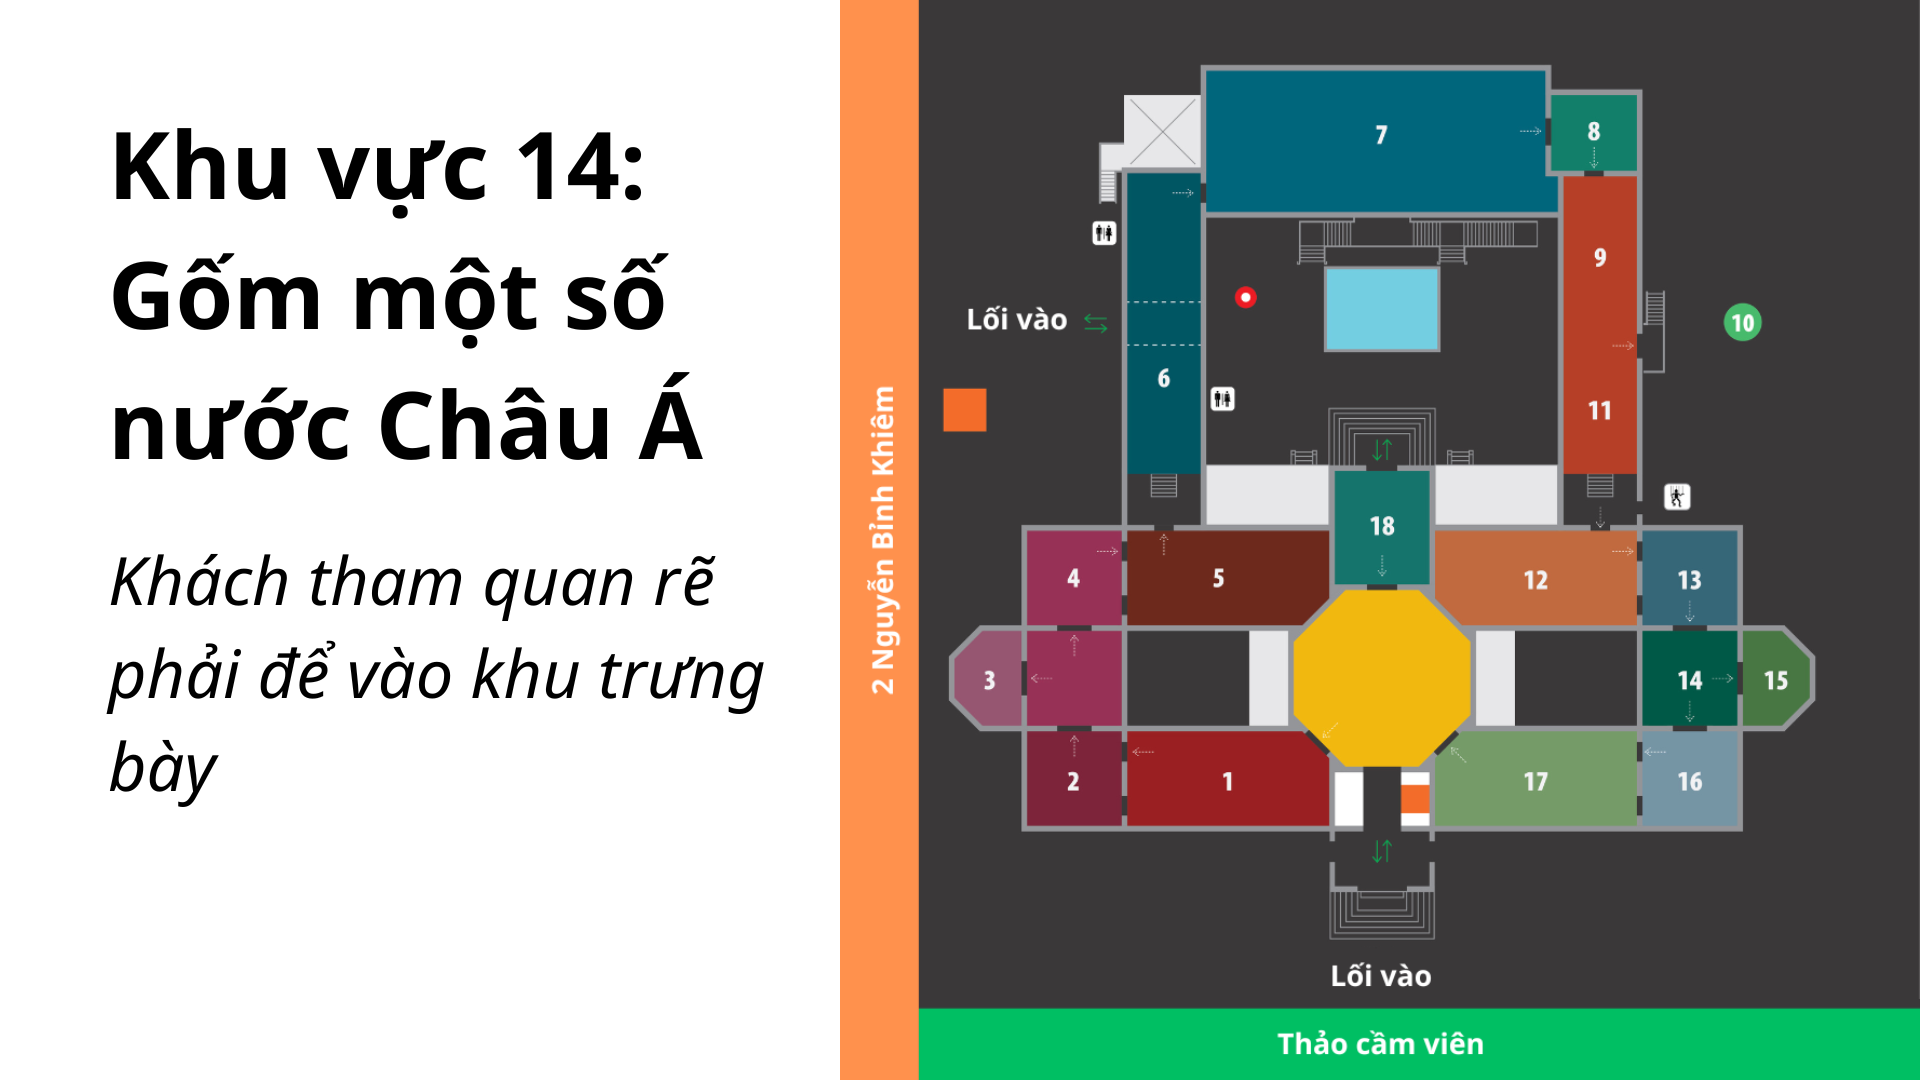 Khu vực 14:
Gốm một số
nước Châu Á
Khách tham quan rẽ
phải để vào khu trưng
bày
2 Nguyễn Bỉnh Khiêm
7
8
9
Lối vào
10
6
11
18
4
5
12
13
3
14
15
2
1
17
16
Lối vào
Thảo cầm viên